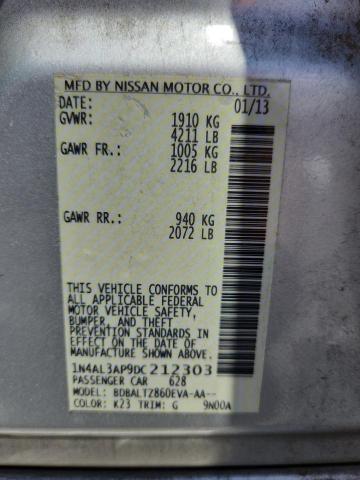 MFD BY NISSAN MOTOR CO., LTD.
DATE: 01/13
GVWR: 1910 KG
4211 LB
GAWR FR.: 1005 KG
2216 LB
GAWR RR.: 940 KG
2072 LB
THIS VEHICLE CONFORMS TO
ALL APPLICABLE FEDERAL
MOTOR VEHICLE SAFETY,
BUMPER, AND THEFT
PREVENTION STANDARDS IN
EFFECT ON THE DATE OF
MANUFACTURE SHOWN ABOVE.
1N4AL3AP9DC212303
PASSENGER CAR 628
MODEL: BDBALTZ860EVA-AA--
COLOR: K23 TRIM: G 9N00A